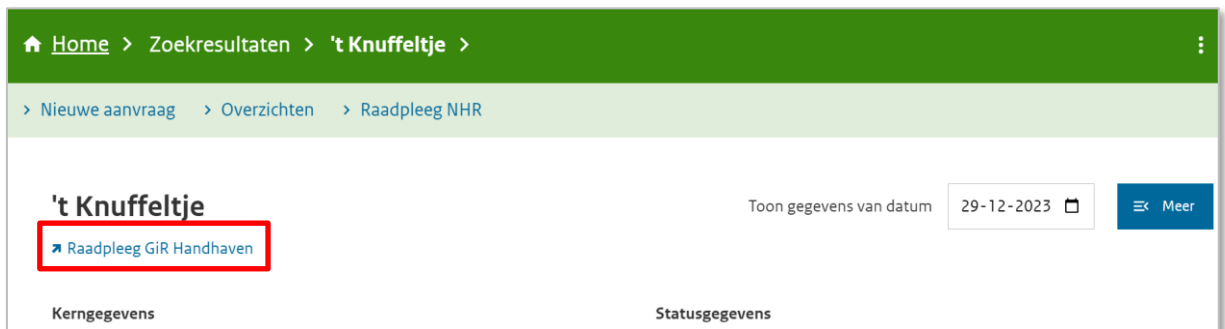 Home > Zoekresultaten > 't Knuffeltje >
> Nieuwe aanvraag > Overzichten > Raadpleeg NHR
't Knuffeltje
Toon gegevens van datum 29-12-2023 Meer
Raadpleeg GiR Handhaven
Kerngegevens Statusgegevens